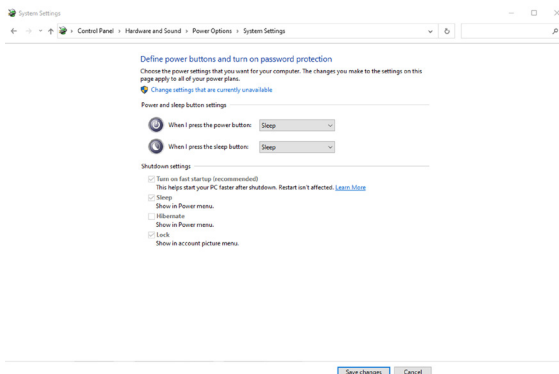 System Settings
Control Panel > Hardware and Sound > Power Options > System Settings
Define power buttons and turn on password protection
Choose the power settings that you want for your computer. The changes you make to the settings on this
page apply to all of your power plans.
Change settings that are currently unavailable
Power and sleep button settings
When I press the power button: Sleep
When I press the sleep button: Sleep
Shutdown settings
Turn on fast startup (recommended)
This helps start your PC faster after shutdown. Restart isn't affected. Learn More
Sleep
Show in Power menu.
Hibernate
Show in Power menu.
Lock
Show in account picture menu.
Save changes Cancel